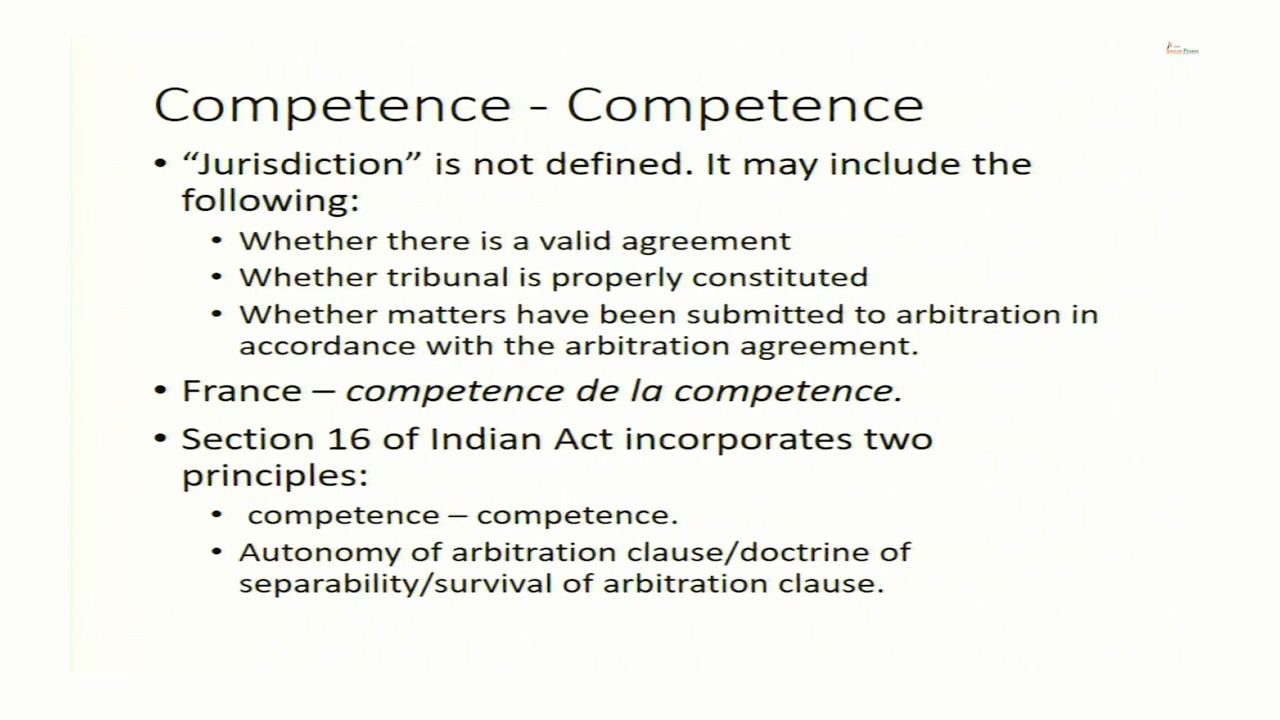 Competence - Competence
• “Jurisdiction” is not defined. It may include the
following:
• Whether there is a valid agreement
• Whether tribunal is properly constituted
• Whether matters have been submitted to arbitration in
accordance with the arbitration agreement.
• France – competence de la competence.
• Section 16 of Indian Act incorporates two
principles:
• competence – competence.
• Autonomy of arbitration clause/doctrine of
separability/survival of arbitration clause.